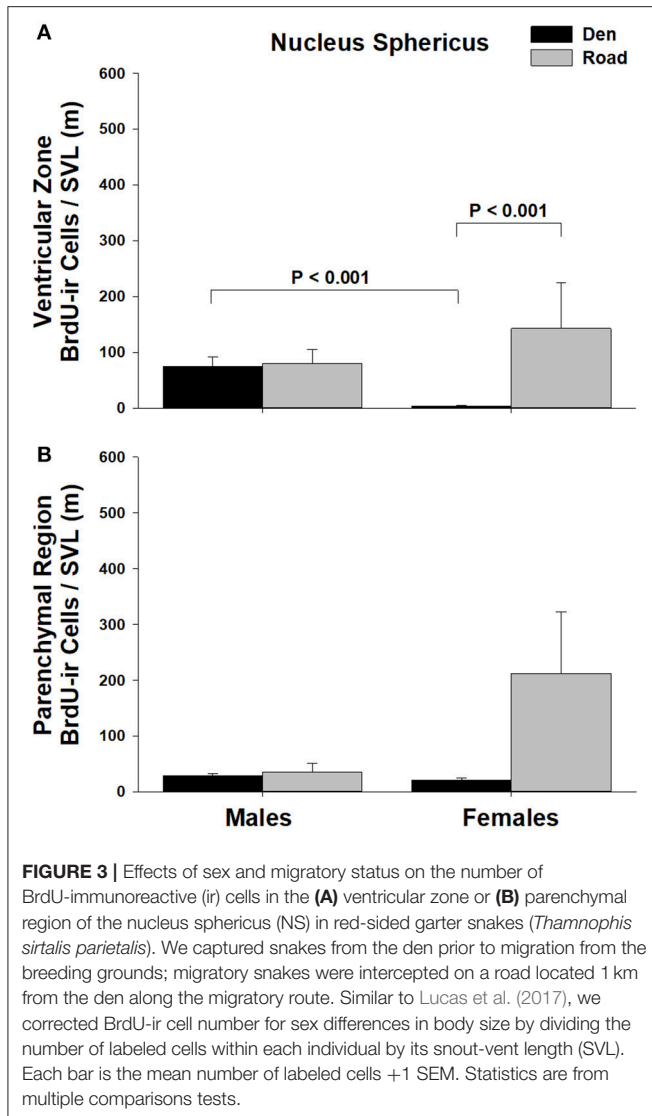 A
Nucleus Sphericus
Den
Road
Ventricular Zone
BrdU-ir Cells / SVL (m)
600
500
400
300
200
100
0
P < 0.001
P < 0.001
B
Parenchymal Region
BrdU-ir Cells / SVL (m)
600
500
400
300
200
100
0
Males
Females
FIGURE 3 | Effects of sex and migratory status on the number of
BrdU-immunoreactive (ir) cells in the (A) ventricular zone or (B) parenchymal
region of the nucleus sphericus (NS) in red-sided garter snakes (Thamnophis
sirtalis parietalis). We captured snakes from the den prior to migration from the
breeding grounds; migratory snakes were intercepted on a road located 1 km
from the den along the migratory route. Similar to Lucas et al. (2017), we
corrected BrdU-ir cell number for sex differences in body size by dividing the
number of labeled cells within each individual by its snout-vent length (SVL).
Each bar is the mean number of labeled cells +1 SEM. Statistics are from
multiple comparisons tests.